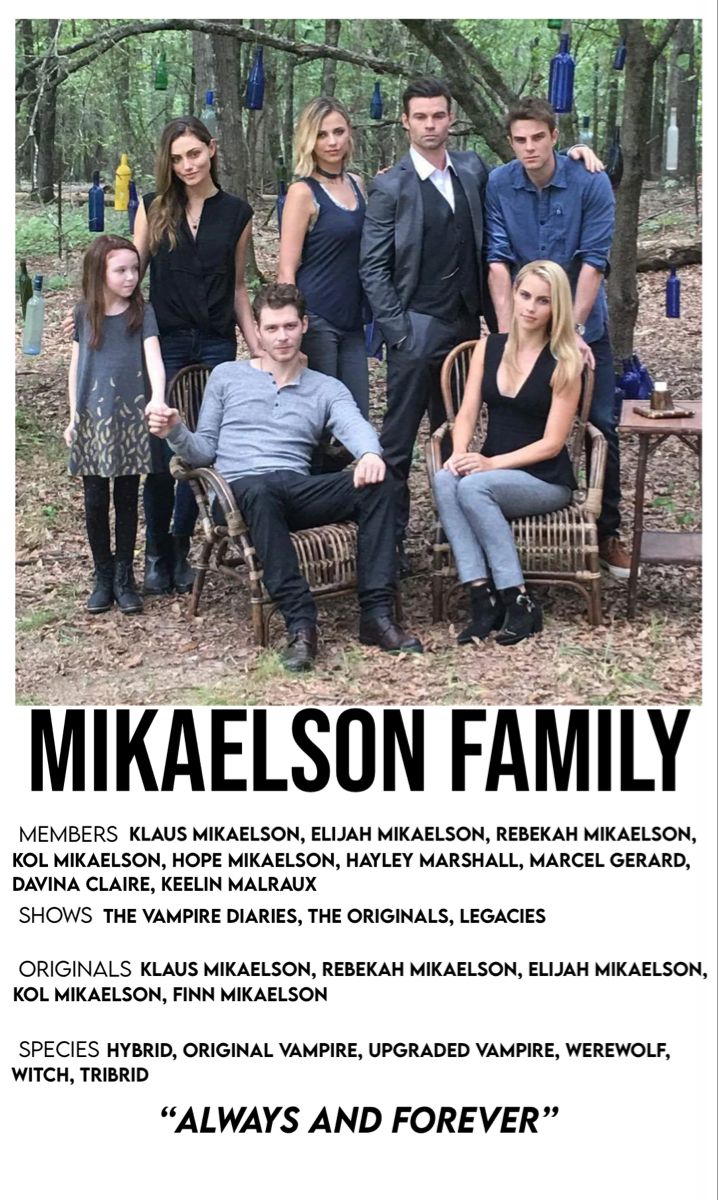 MIKAELSON FAMILY
MEMBERS KLAUS MIKAELSON, ELIJAH MIKAELSON, REBEKAH MIKAELSON,
KOL MIKAELSON, HOPE MIKAELSON, HAYLEY MARSHALL, MARCEL GERARD,
DAVINA CLAIRE, KEELIN MALRAUX
SHOWS THE VAMPIRE DIARIES, THE ORIGINALS, LEGACIES
ORIGINALS KLAUS MIKAELSON, REBEKAH MIKAELSON, ELIJAH MIKAELSON,
KOL MIKAELSON, FINN MIKAELSON
SPECIES HYBRID, ORIGINAL VAMPIRE, UPGRADED VAMPIRE, WEREWOLF,
WITCH, TRIBRID
“ALWAYS AND FOREVER”